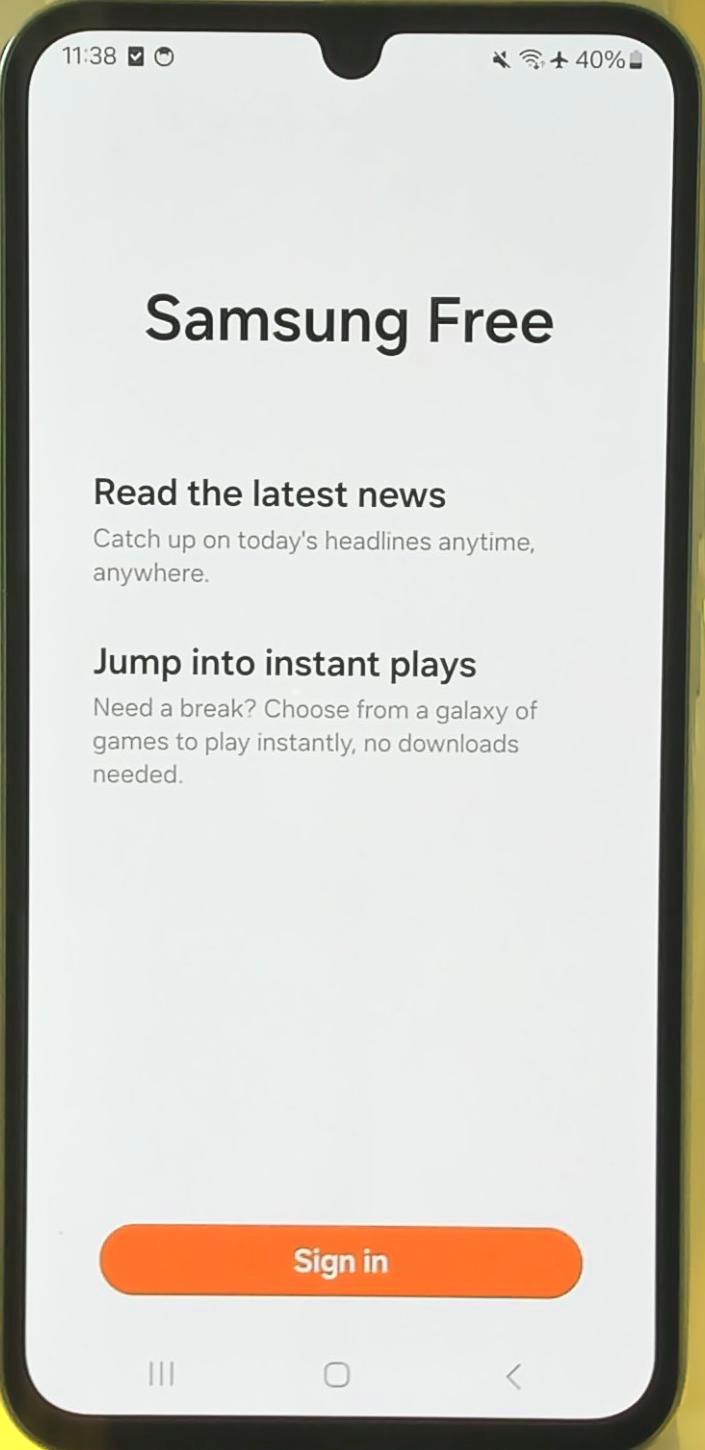 11:38 40%
Samsung Free
Read the latest news
Catch up on today's headlines anytime,
anywhere.
Jump into instant plays
Need a break? Choose from a galaxy of
games to play instantly, no downloads
needed.
Sign in